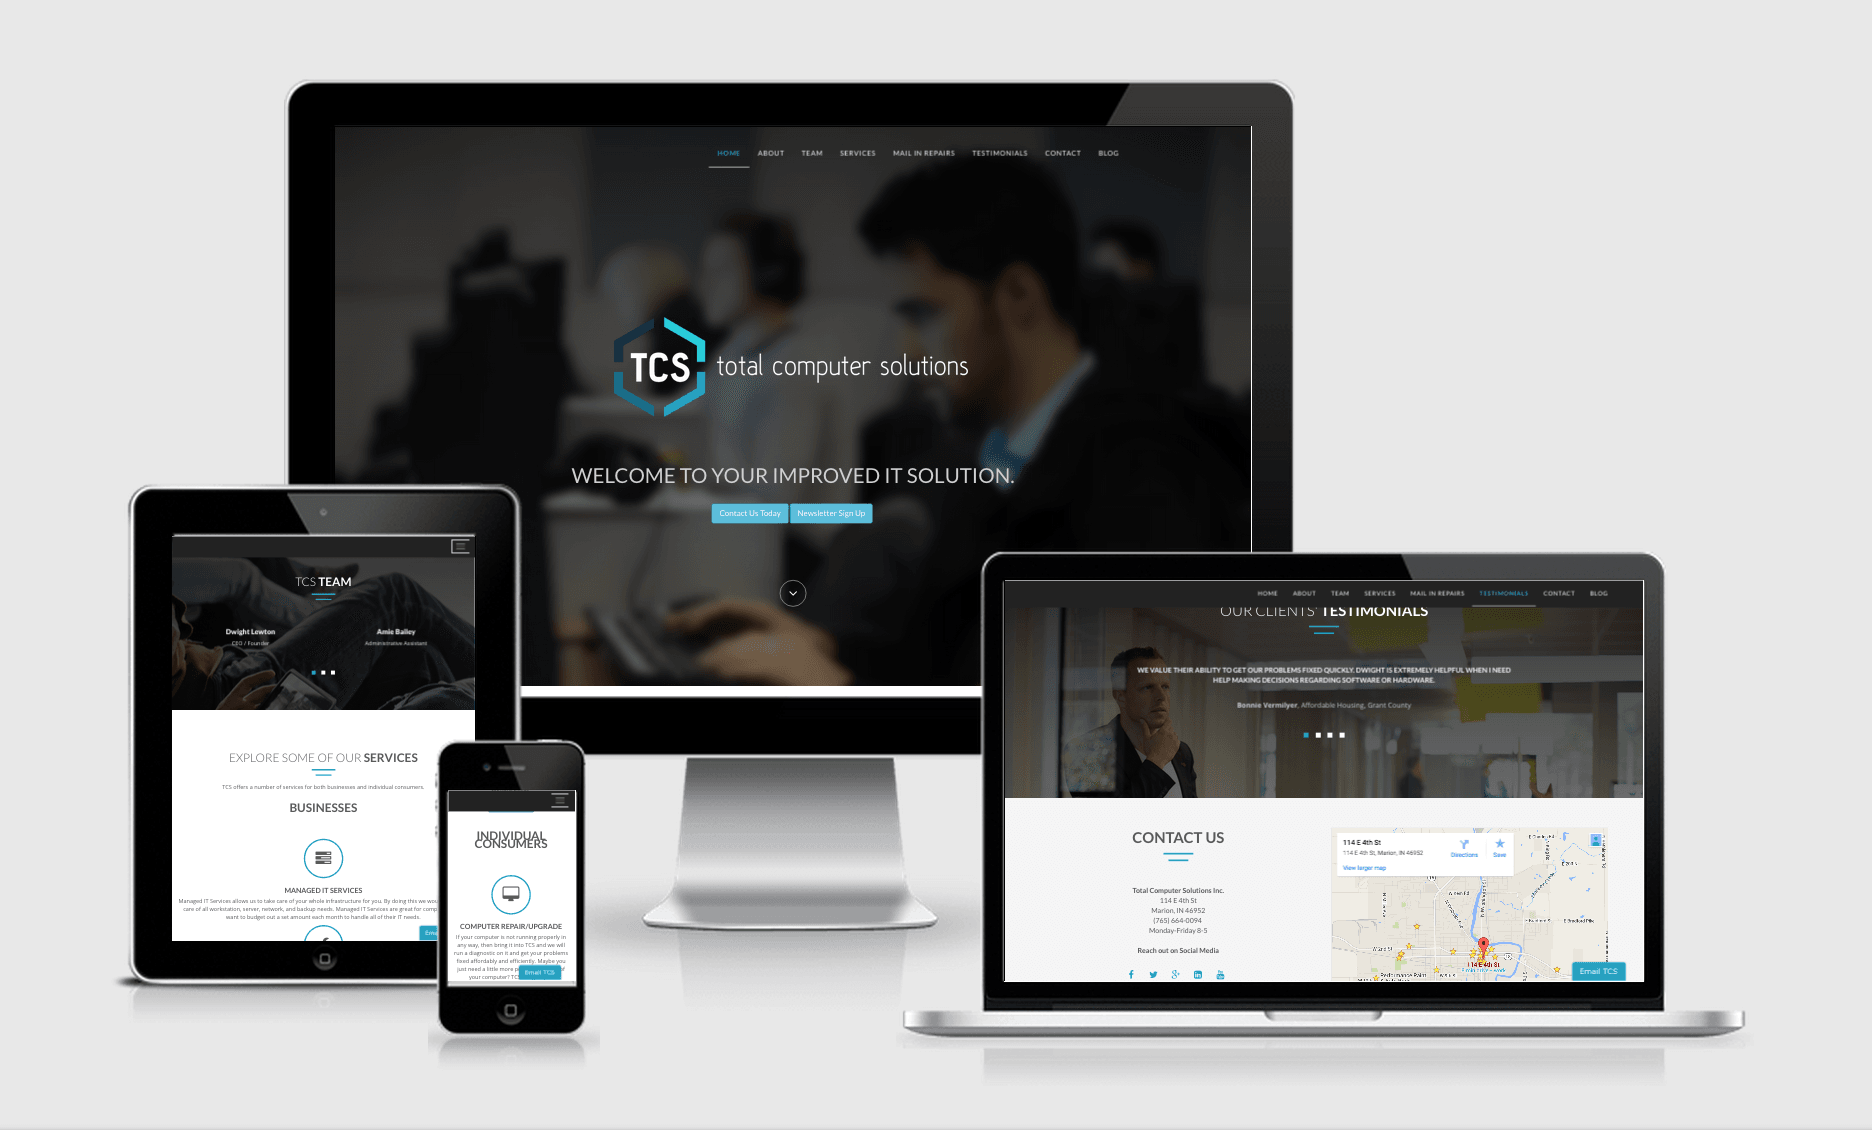 HOME ABOUT TEAM SERVICES MAIL IN REPAIRS TESTIMONIALS CONTACT BLOG
TCS total computer solutions
WELCOME TO YOUR IMPROVED IT SOLUTION.
Contact Us Today Newsletter Sign Up
TCS TEAM
Dwight Lewton Amie Bailey
CEO / Founder Administrative Assistant
EXPLORE SOME OF OUR SERVICES
TCS offers a number of services for both businesses and individual consumers.
BUSINESSES
MANAGED IT SERVICES
Managed IT Services allows us to take care of your whole infrastructure for you. By doing this we wou
care of all workstation, server, network, and backup needs. Managed IT Services are great for comp
want to budget out a set amount each month to handle all of their IT needs.
Ema
INDIVIDUAL
CONSUMERS
COMPUTER REPAIR/UPGRADE
If your computer is not running properly in
any way, then bring it into TCS and we will
run a diagnostic on it and get your problems
fixed affordably and efficiently. Maybe you
just need a little more p of
your computer? TC
Email TCS
HOME ABOUT TEAM SERVICES MAIL IN REPAIRS TESTIMONIALS CONTACT BLOG
OUR CLIENTS' TESTIMONIALS
WE VALUE THEIR ABILITY TO GET OUR PROBLEMS FIXED QUICKLY. DWIGHT IS EXTREMELY HELPFUL WHEN I NEED
HELP MAKING DECISIONS REGARDING SOFTWARE OR HARDWARE.
Bonnie Vermilyer, Affordable Housing, Grant County
CONTACT US
Total Computer Solutions Inc.
114 E 4th St
Marion, IN 46952
(765) 664-0094
Monday-Friday 8-5
Reach out on Social Media
114 E 4th St
114 E 4th St, Marion, IN 46952
Directions Save
View larger map
W 2nd St
E Bradford Pike
114 E 4th St
Performance Paint
Email TCS